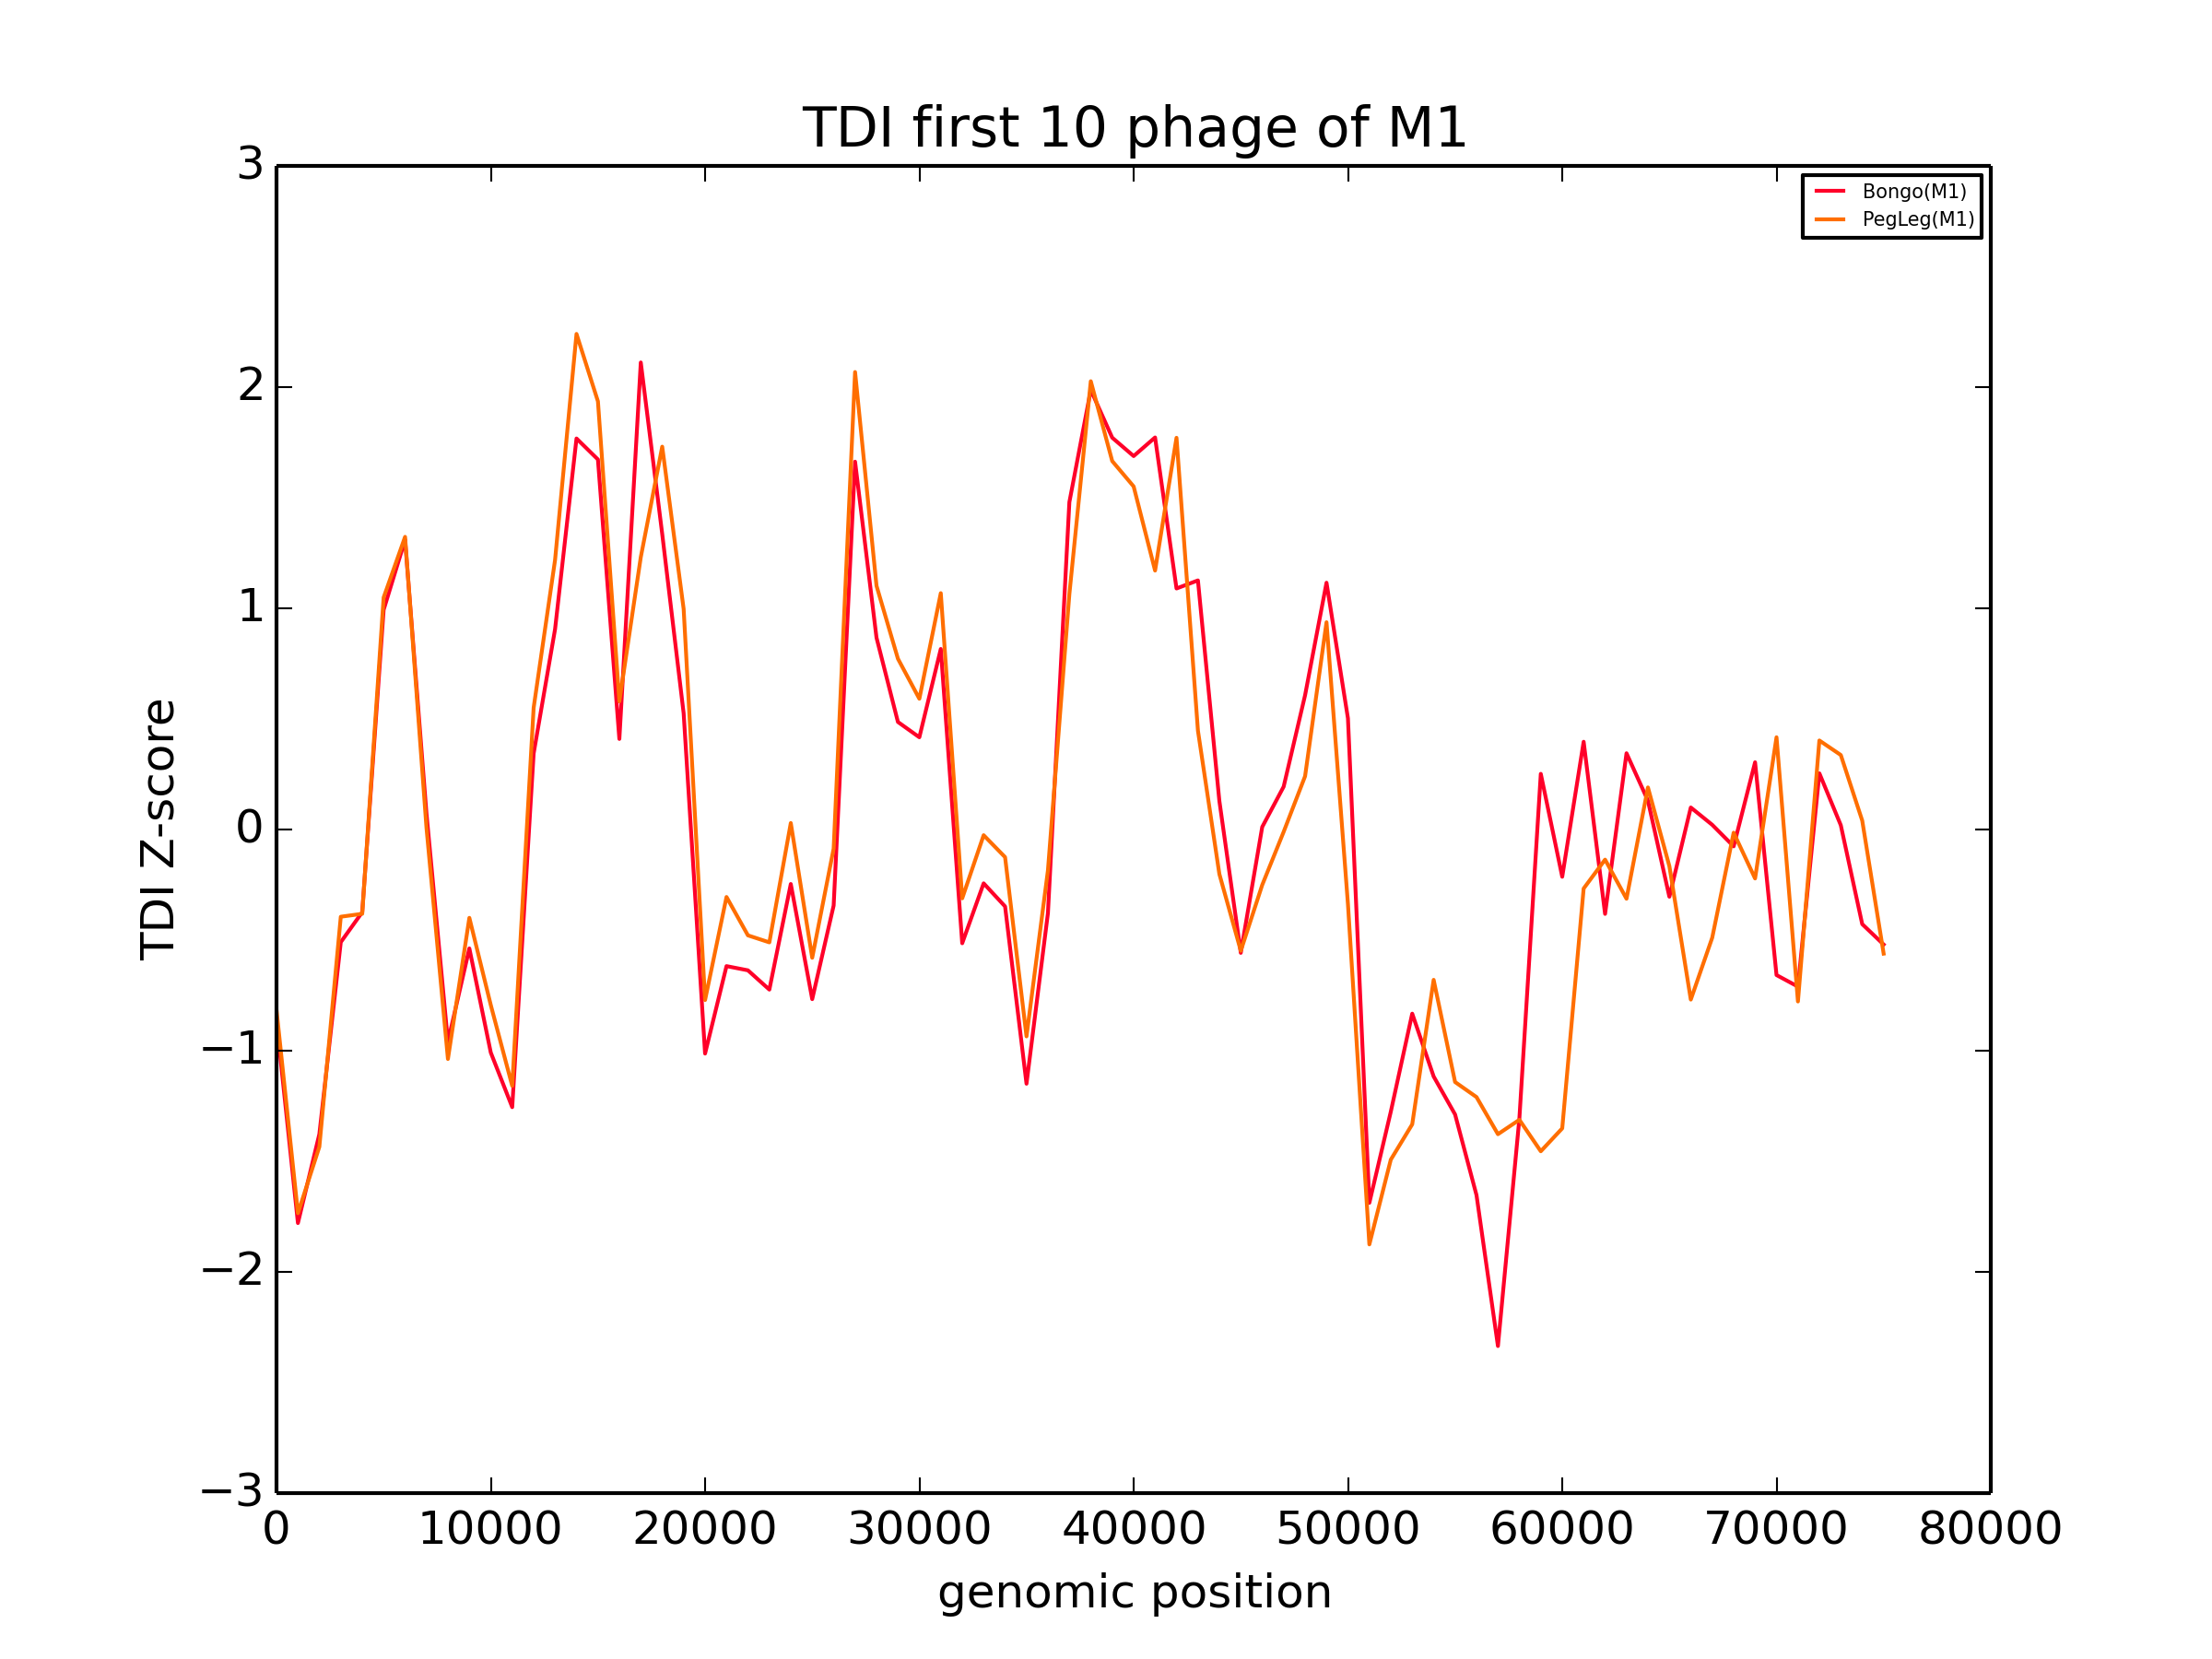 TDI first 10 phage of M1
Bongo(M1)
PegLeg(M1)
3
2
1
0
−1
−2
−3
TDI Z-score
0 10000 20000 30000 40000 50000 60000 70000 80000
genomic position